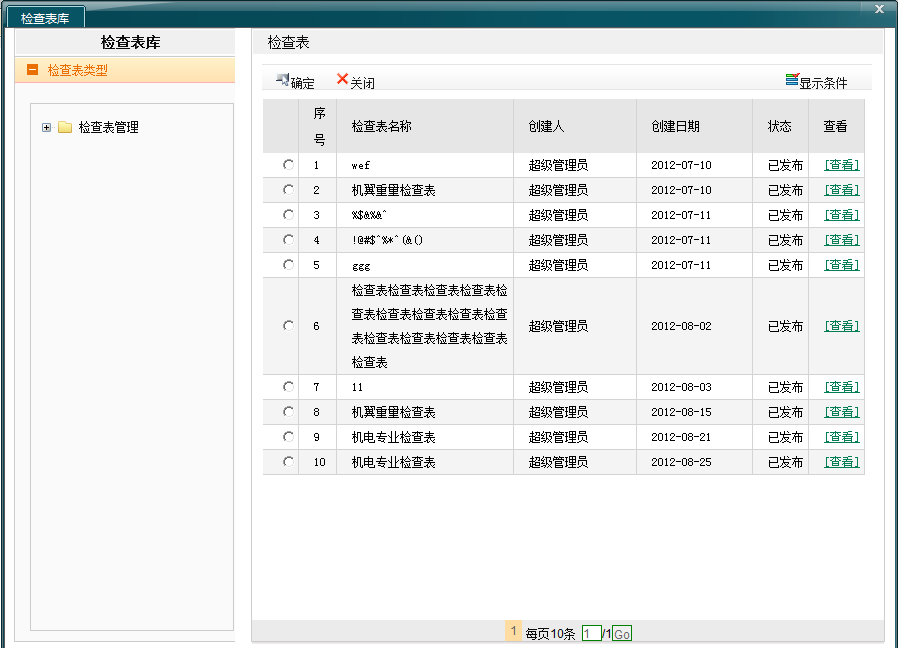 检查表库
检查表库
检查表类型
检查表管理
检查表
确定 关闭 显示条件
序号 检查表名称 创建人 创建日期 状态 查看
1 wef 超级管理员 2012-07-10 已发布 [查看]
2 机翼重量检查表 超级管理员 2012-07-10 已发布 [查看]
3 %$&%&^ 超级管理员 2012-07-11 已发布 [查看]
4 !@#$^%*^(&() 超级管理员 2012-07-11 已发布 [查看]
5 ggg 超级管理员 2012-07-11 已发布 [查看]
检查表检查表检查表检查表检
查表检查表检查表检查表检查
6 超级管理员 2012-08-02 已发布 [查看]
表检查表检查表检查表检查表
检查表
7 11 超级管理员 2012-08-03 已发布 [查看]
8 机翼重量检查表 超级管理员 2012-08-15 已发布 [查看]
9 机电专业检查表 超级管理员 2012-08-21 已发布 [查看]
10 机电专业检查表 超级管理员 2012-08-25 已发布 [查看]
1 每页10条 1 /1 Go